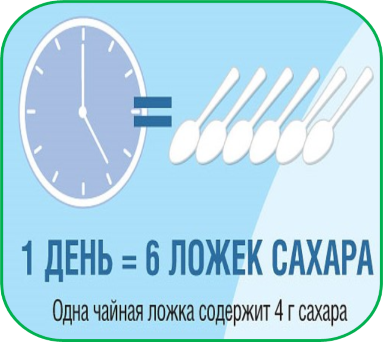 =
1 ДЕНЬ = 6 ЛОЖЕК САХАРА
Одна чайная ложка содержит 4 г сахара